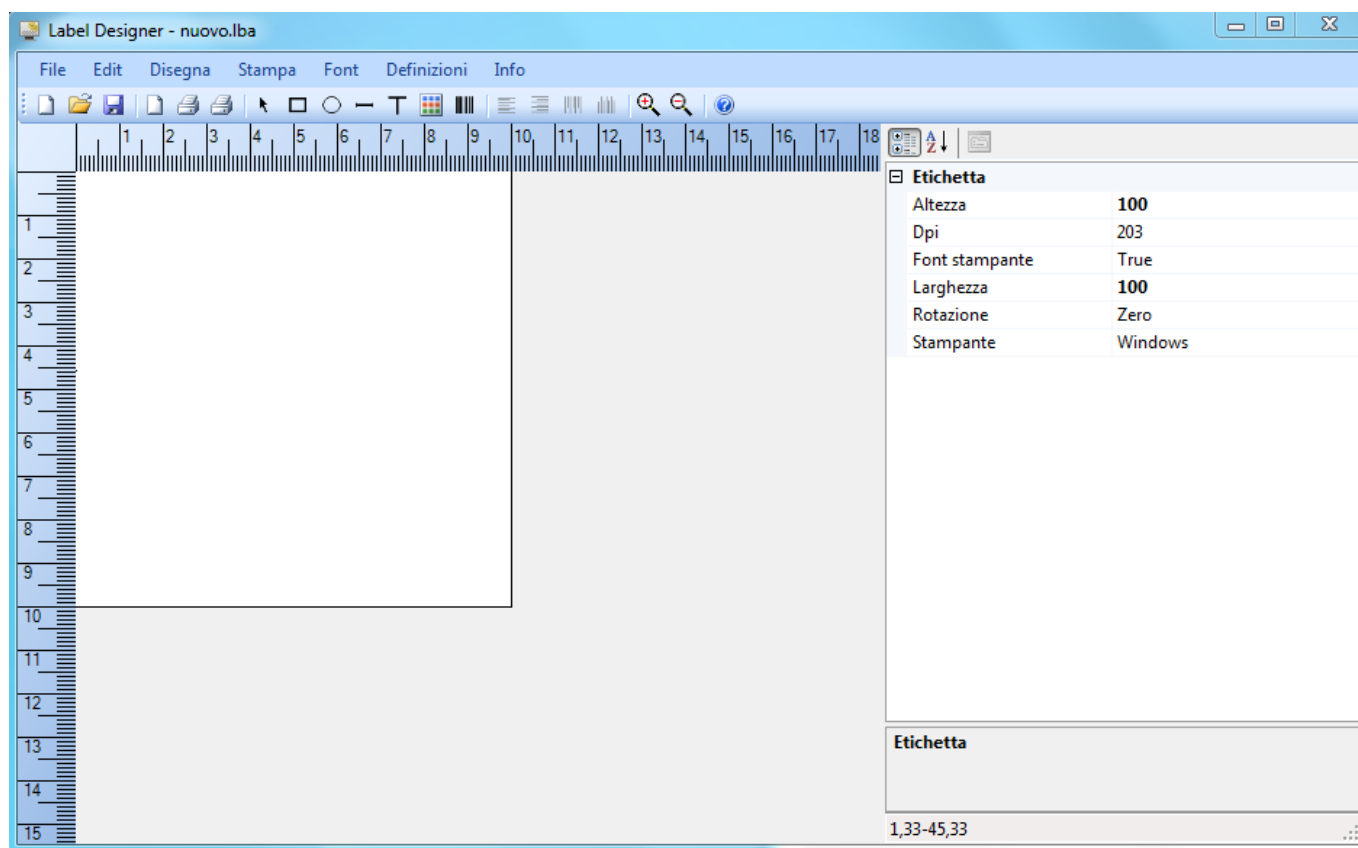 Label Designer - nuovo.lba
File Edit Disegna Stampa Font Definizioni Info
1 2 3 4 5 6 7 8 9 10 11 12 13 14 15 16 17 18
Etichetta
Altezza 100
Dpi 203
Font stampante True
Larghezza 100
Rotazione Zero
Stampante Windows
1
2
3
4
5
6
7
8
9
10
11
12
13
14
15
Etichetta
1,33-45,33